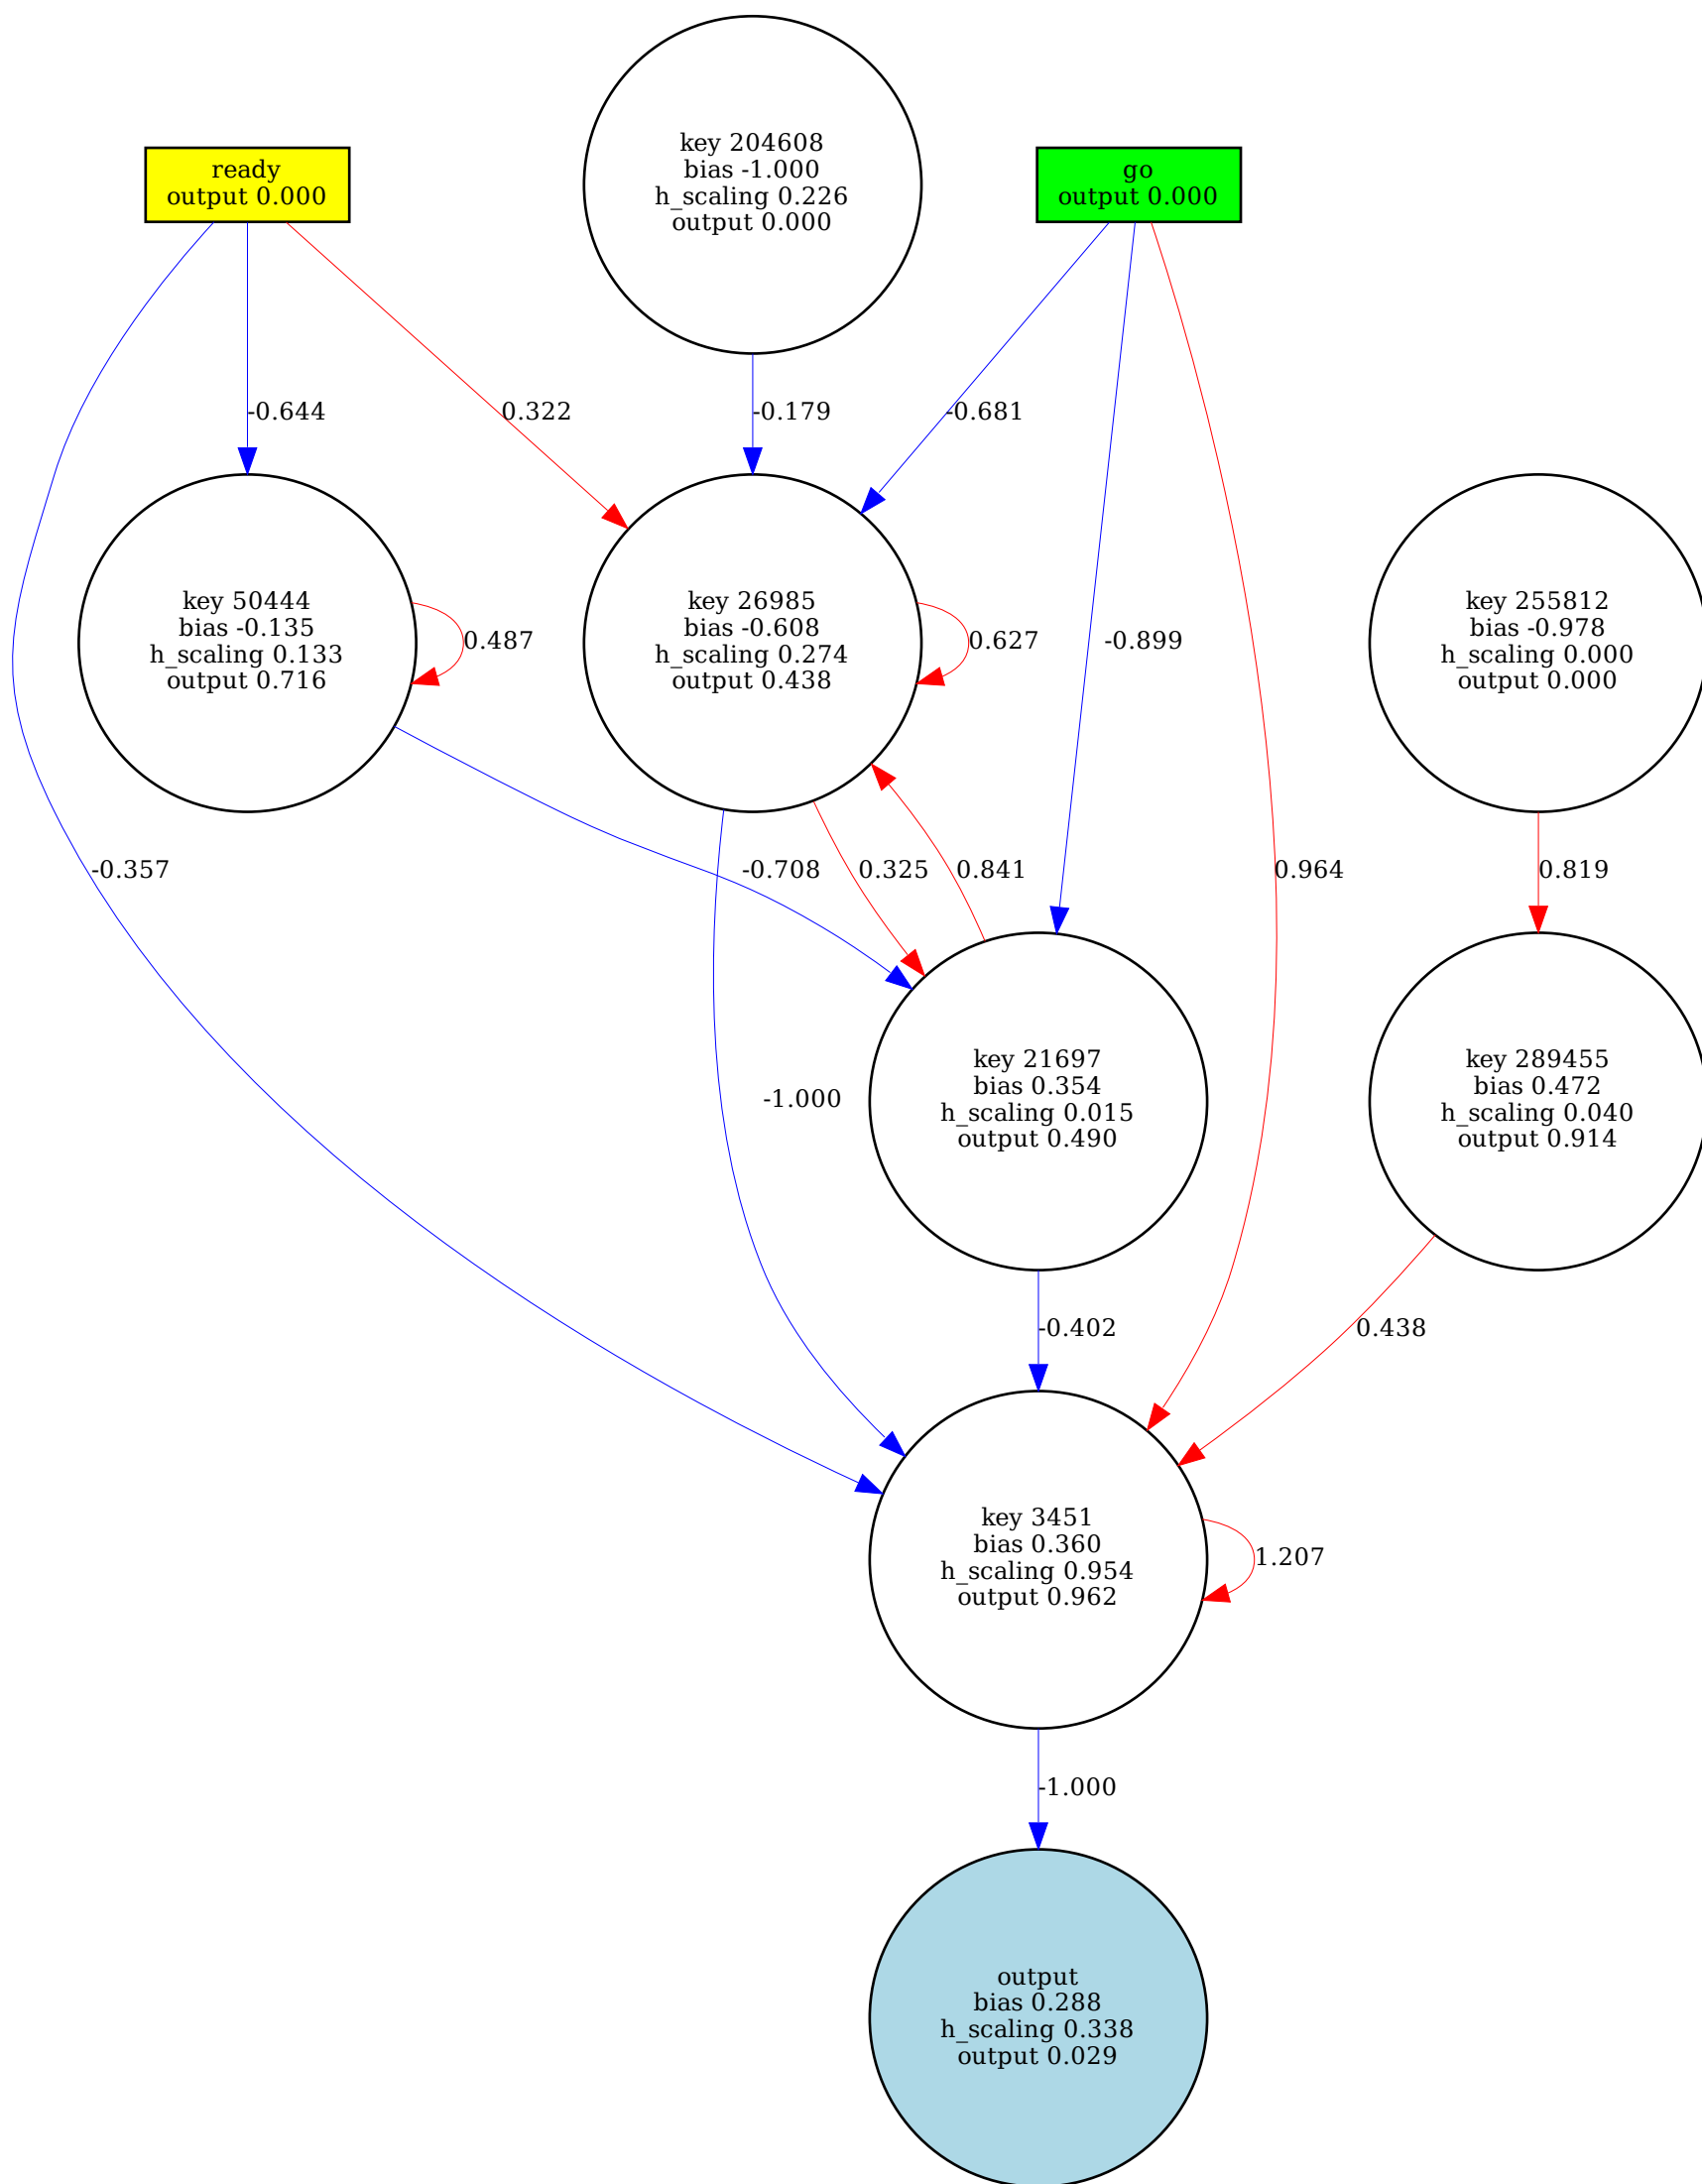 key 204608
bias -1.000
h_scaling 0.226
output 0.000
ready
output 0.000
go
output 0.000
-0.644
0.322
-0.179
-0.681
key 50444
bias -0.135
h_scaling 0.133
output 0.716
0.487
key 26985
bias -0.608
h_scaling 0.274
output 0.438
0.627
-0.899
key 255812
bias -0.978
h_scaling 0.000
output 0.000
-0.357
-0.708
0.325
0.841
0.964
0.819
-1.000
key 21697
bias 0.354
h_scaling 0.015
output 0.490
key 289455
bias 0.472
h_scaling 0.040
output 0.914
-0.402
0.438
key 3451
bias 0.360
h_scaling 0.954
output 0.962
1.207
-1.000
output
bias 0.288
h_scaling 0.338
output 0.029